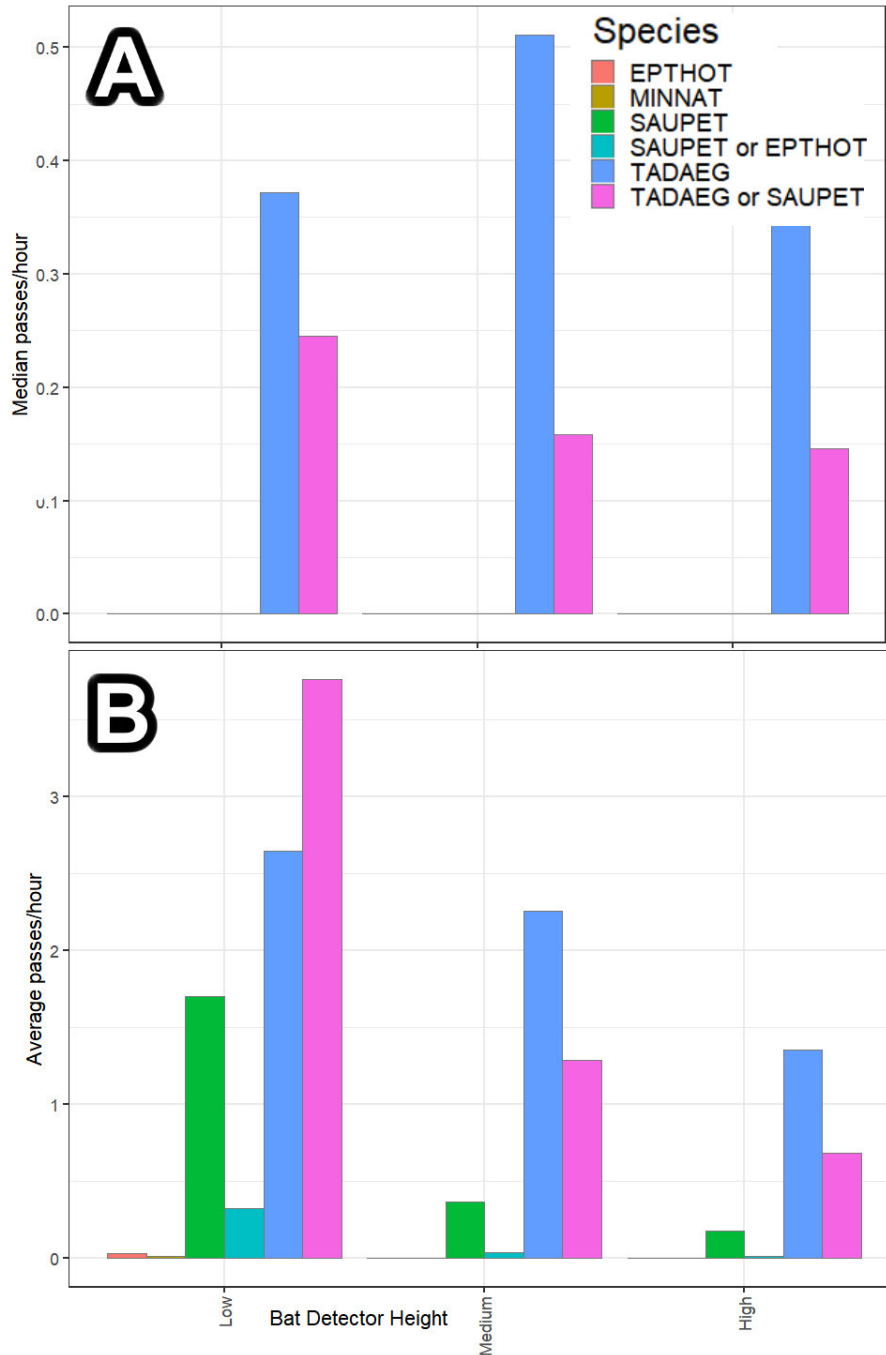 A
Species
EPTHOT
MINNAT
SAUPET
SAUPET or EPTHOT
TADAEG
TADAEG or SAUPET
Median passes/hour
0.5
0.4
0.3
0.2
0.1
0.0
B
Average passes/hour
3
2
1
0
Low
Medium
High
Bat Detector Height